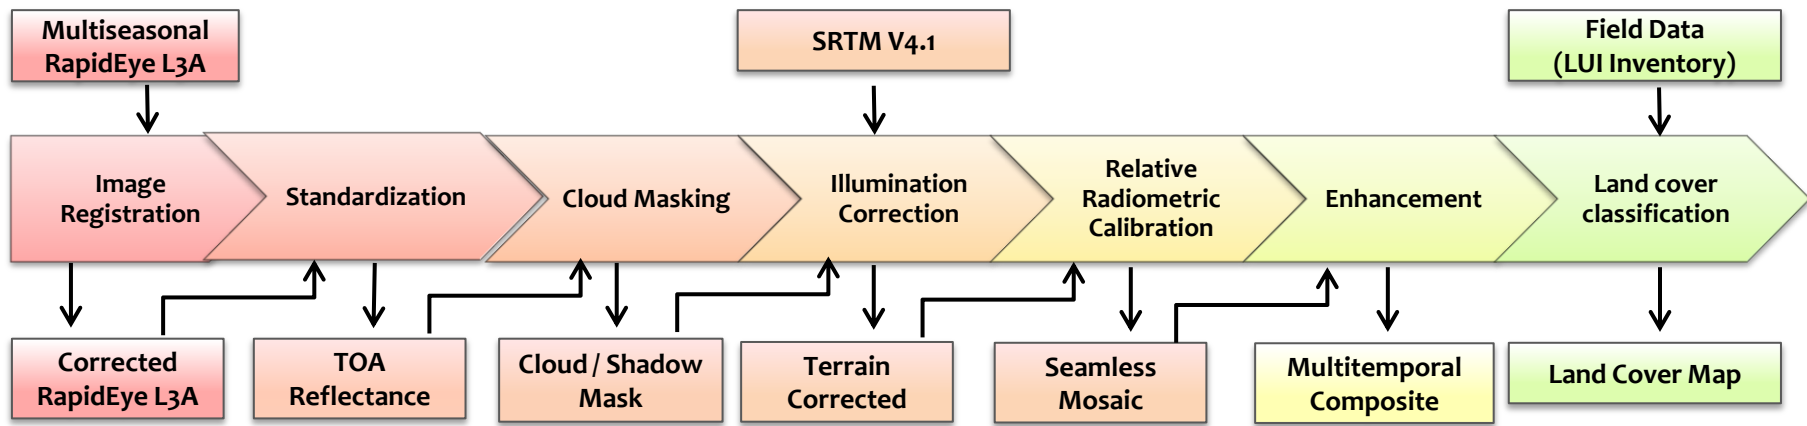 Multiseasonal
RapidEye L3A
SRTM V4.1
Field Data
(LUI Inventory)
Image
Registration
Standardization
Cloud Masking
Illumination
Correction
Relative
Radiometric
Calibration
Enhancement
Land cover
classification
Corrected
RapidEye L3A
TOA
Reflectance
Cloud / Shadow
Mask
Terrain
Corrected
Seamless
Mosaic
Multitemporal
Composite
Land Cover Map